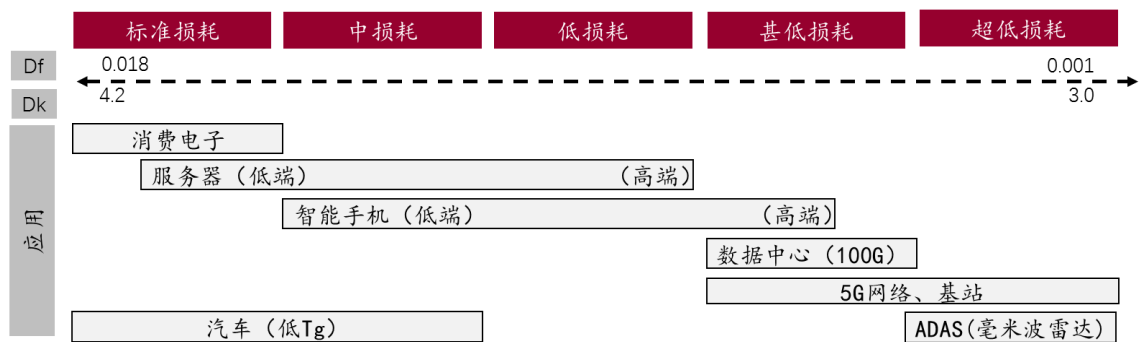 标准损耗 中损耗 低损耗 甚低损耗 超低损耗
Df 0.018 0.001
Dk 4.2 3.0
应用
消费电子
服务器（低端） （高端）
智能手机（低端） （高端）
数据中心（100G）
5G网络、基站
汽车（低Tg） ADAS(毫米波雷达)